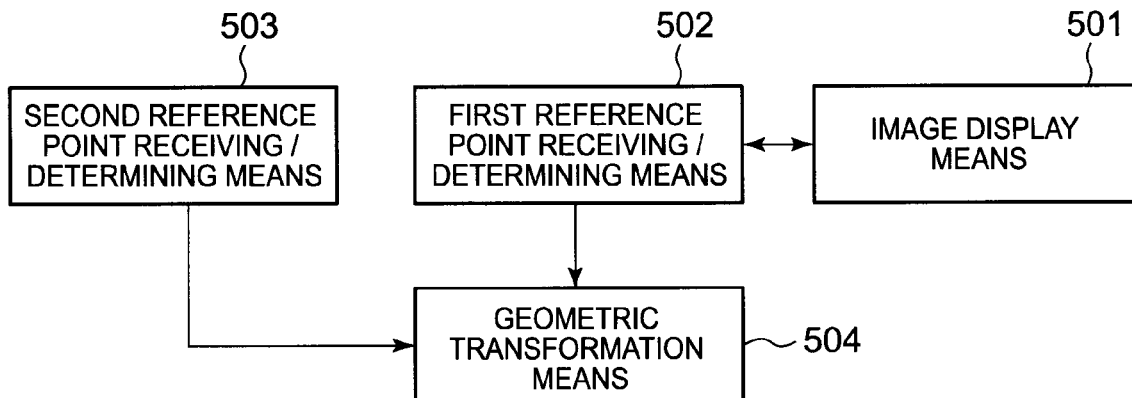 503
502
501
SECOND REFERENCE
POINT RECEIVING /
DETERMINING MEANS
FIRST REFERENCE
POINT RECEIVING /
DETERMINING MEANS
IMAGE DISPLAY
MEANS
GEOMETRIC
TRANSFORMATION
MEANS
504